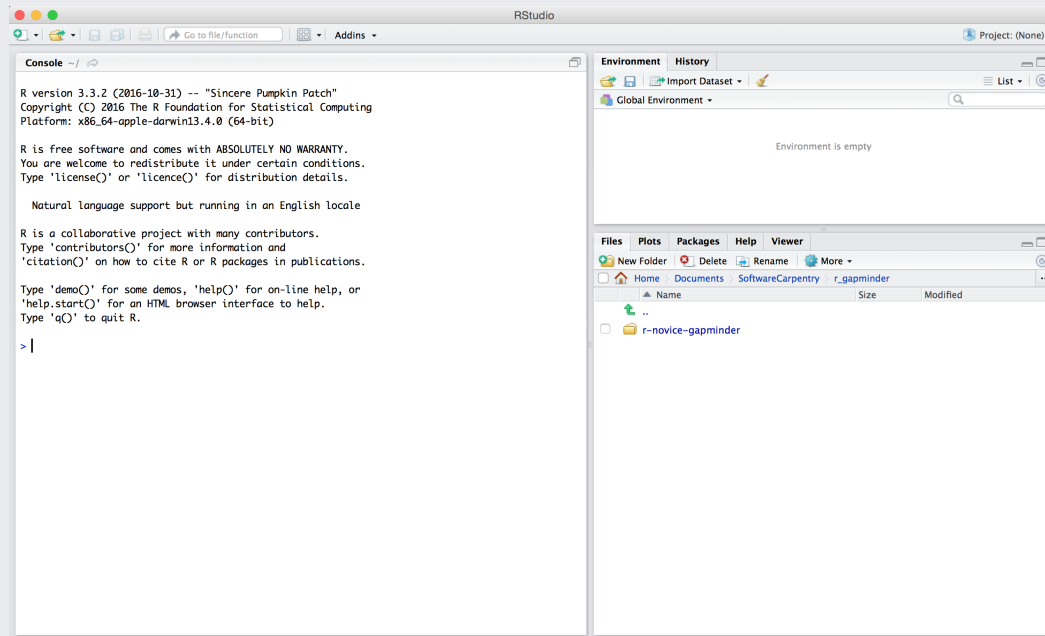 RStudio
Go to file/function
Addins
Project: (None)
Console ~/
R version 3.3.2 (2016-10-31) -- "Sincere Pumpkin Patch"
Copyright (C) 2016 The R Foundation for Statistical Computing
Platform: x86_64-apple-darwin13.4.0 (64-bit)
R is free software and comes with ABSOLUTELY NO WARRANTY.
You are welcome to redistribute it under certain conditions.
Type 'license()' or 'licence()' for distribution details.
Natural language support but running in an English locale
R is a collaborative project with many contributors.
Type 'contributors()' for more information and
'citation()' on how to cite R or R packages in publications.
Type 'demo()' for some demos, 'help()' for on-line help, or
'help.start()' for an HTML browser interface to help.
Type 'q()' to quit R.
>
Environment History
Import Dataset List
Global Environment
Environment is empty
Files Plots Packages Help Viewer
New Folder Delete Rename More
Home Documents SoftwareCarpentry r_gapminder
Name Size Modified
..
r-novice-gapminder